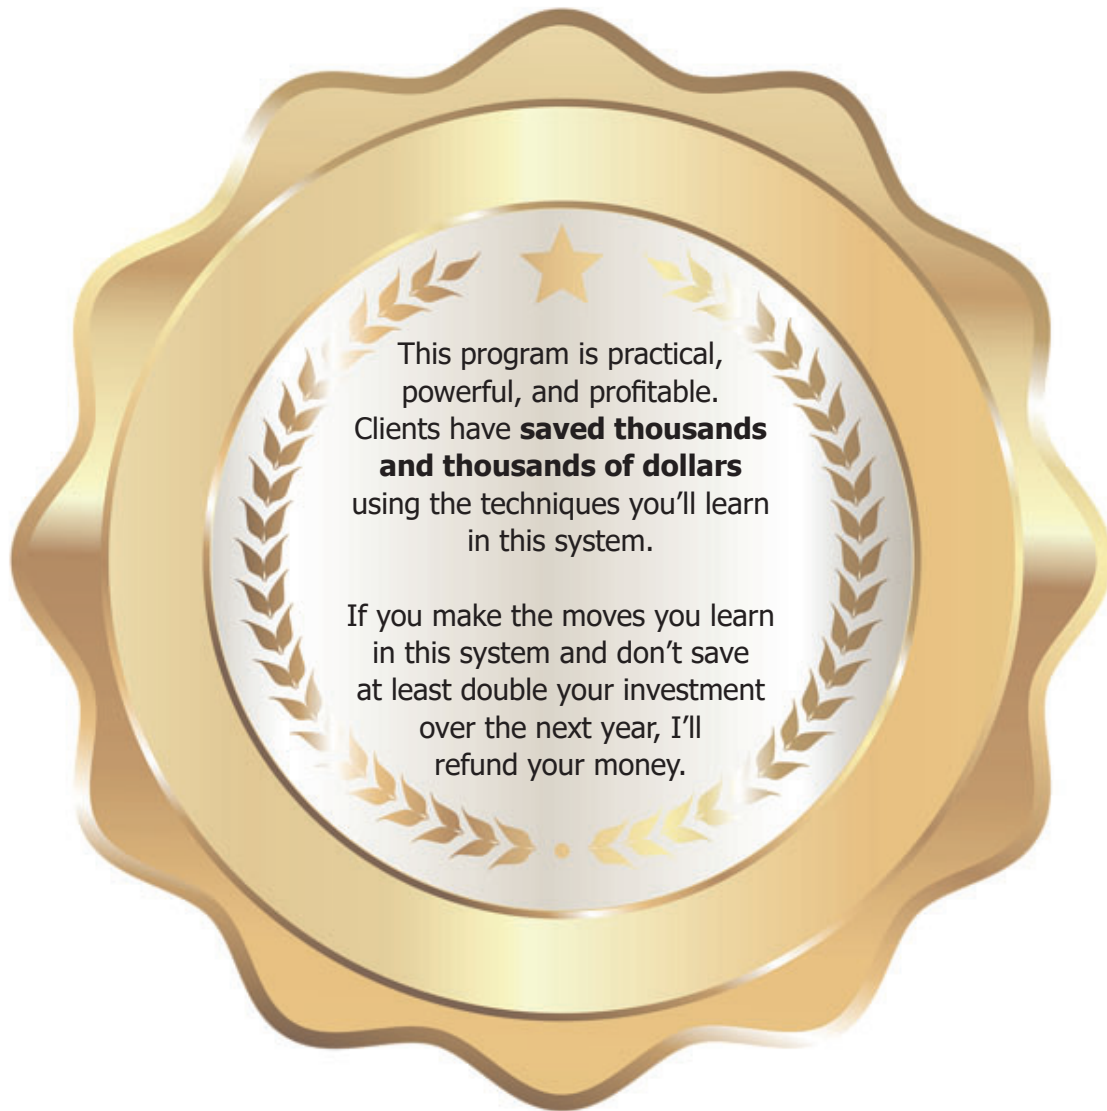 This program is practical,
powerful, and profitable.
Clients have saved thousands
and thousands of dollars
using the techniques you’ll learn
in this system.
If you make the moves you learn
in this system and don’t save
at least double your investment
over the next year, I’ll
refund your money.